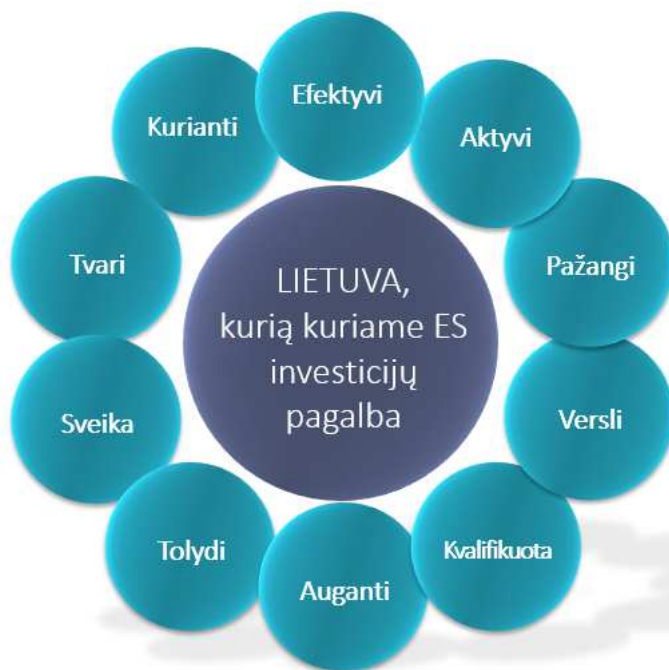 Efektyvi
Aktyvi
Pažangi
Versli
Kvalifikuota
Auganti
Tolydi
Sveika
Tvari
Kurianti
LIETUVA,
kurią kuriame ES
investicijų
pagalba